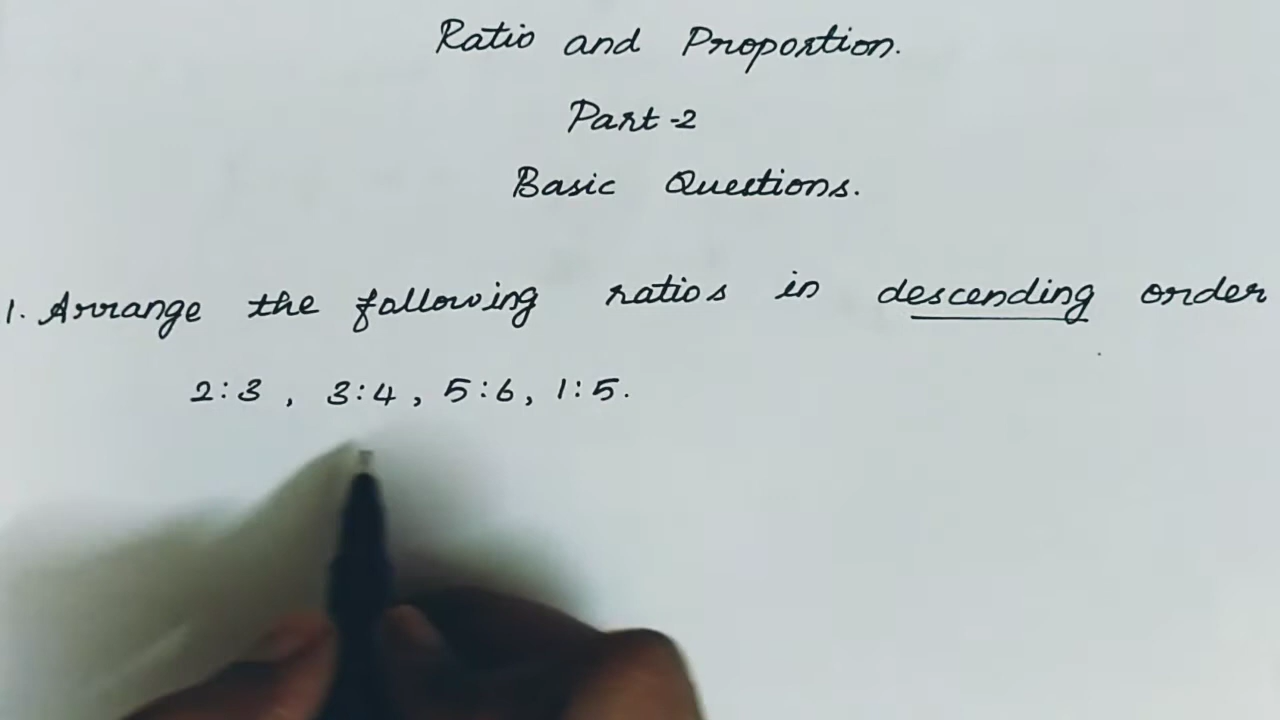 Ratio and Proportion.
Part-2
Basic Questions.
1. Arrange the following ratios in descending order
2:3 , 3:4 , 5:6 , 1:5.